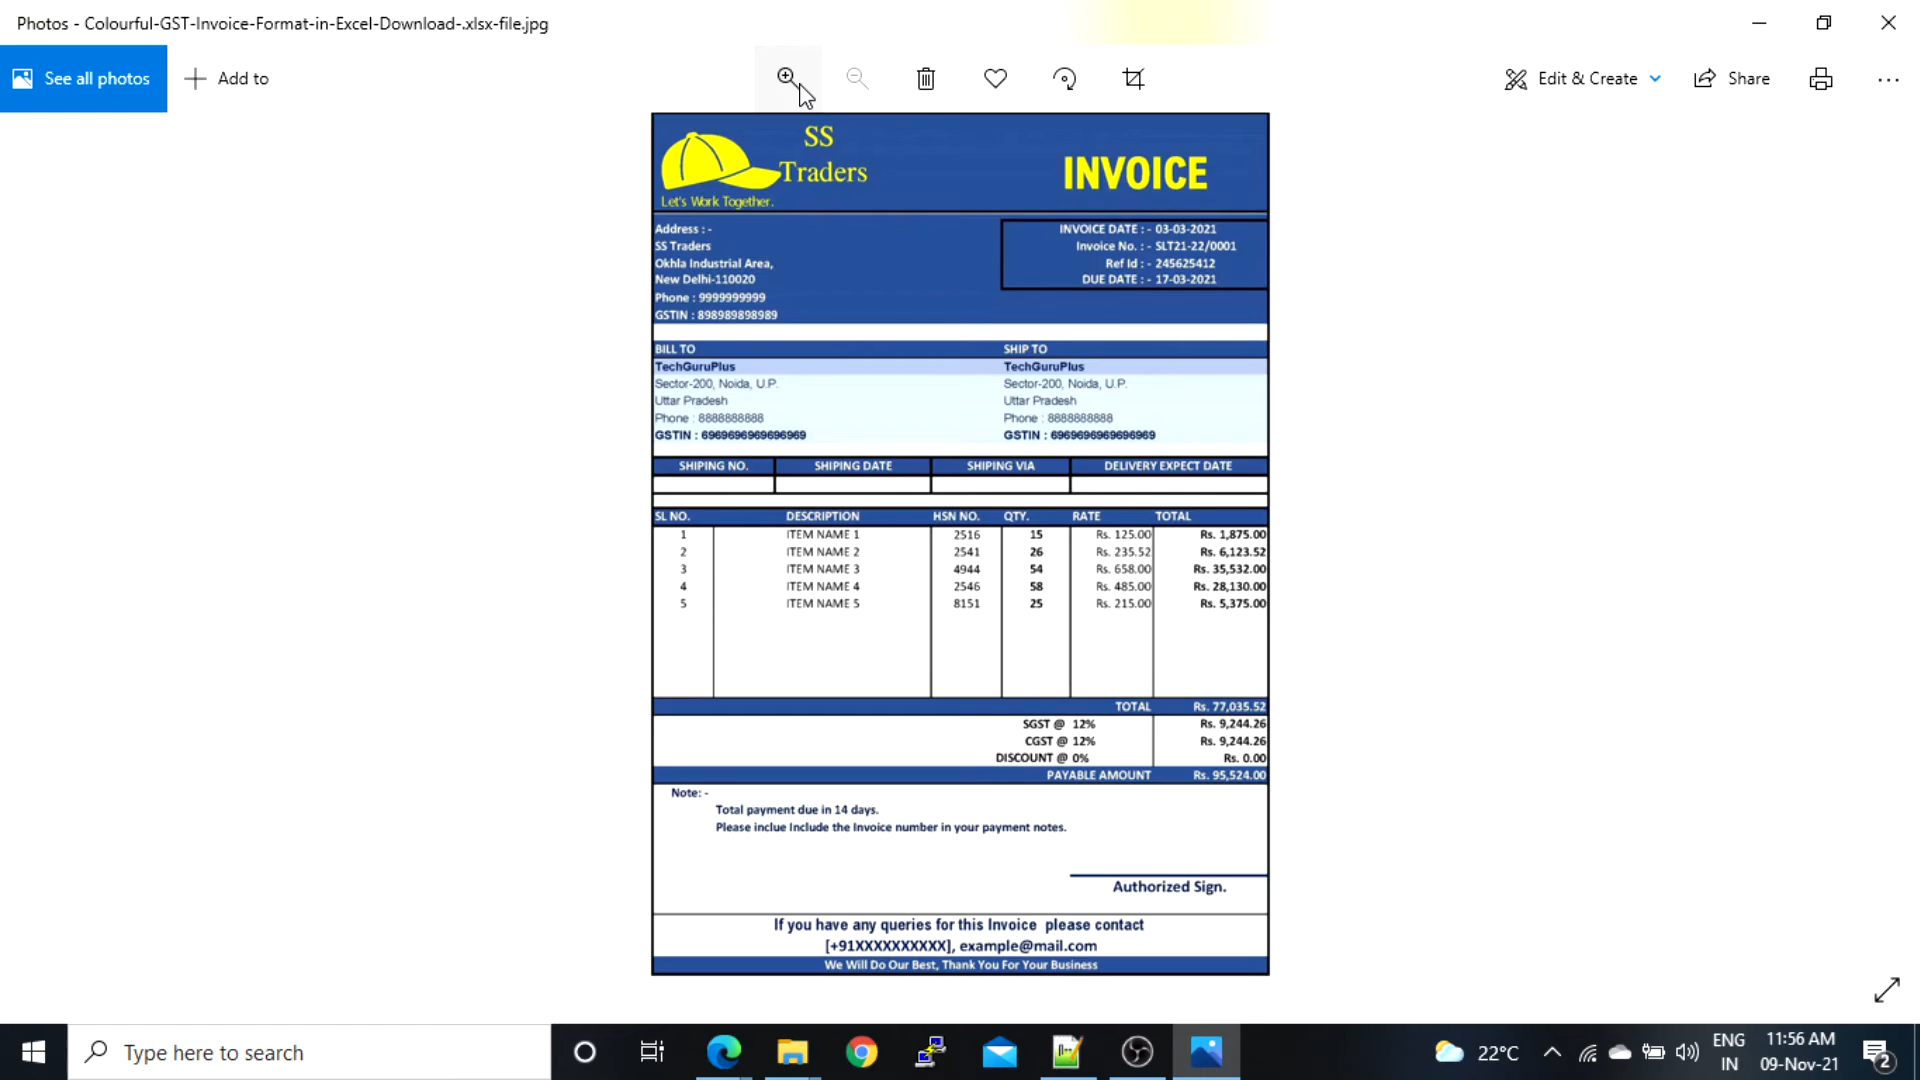 Photos - Colourful-GST-Invoice-Format-in-Excel-Download-.xlsx-file.jpg
See all photos
Add to
Edit & Create
Share
SS
Traders
Let's Work Together.
INVOICE
Address : -
SS Traders
Okhla Industrial Area,
New Delhi-110020
Phone : 9999999999
GSTIN : 898989898989
INVOICE DATE : - 03-03-2021
Invoice No. : - SLT21-22/0001
Ref Id : - 245625412
DUE DATE : - 17-03-2021
BILL TO SHIP TO
TechGuruPlus TechGuruPlus
Sector-200, Noida, U.P. Sector-200, Noida, U.P.
Uttar Pradesh Uttar Pradesh
Phone : 8888888888 Phone : 8888888888
GSTIN : 6969696969696969 GSTIN : 6969696969696969
SHIPING NO. SHIPING DATE SHIPING VIA DELIVERY EXPECT DATE
SL NO. DESCRIPTION HSN NO. QTY. RATE TOTAL
1 ITEM NAME 1 2516 15 Rs. 125.00 Rs. 1,875.00
2 ITEM NAME 2 2541 26 Rs. 235.52 Rs. 6,123.52
3 ITEM NAME 3 4944 54 Rs. 658.00 Rs. 35,532.00
4 ITEM NAME 4 2546 58 Rs. 485.00 Rs. 28,130.00
5 ITEM NAME 5 8151 25 Rs. 215.00 Rs. 5,375.00
TOTAL Rs. 77,035.52
SGST @ 12% Rs. 9,244.26
CGST @ 12% Rs. 9,244.26
DISCOUNT @ 0% Rs. 0.00
PAYABLE AMOUNT Rs. 95,524.00
Note: -
Total payment due in 14 days.
Please inclue Include the Invoice number in your payment notes.
Authorized Sign.
If you have any queries for this Invoice please contact
[+91XXXXXXXXXX], example@mail.com
We Will Do Our Best, Thank You For Your Business
Type here to search
22°C
ENG
IN
11:56 AM
09-Nov-21
2